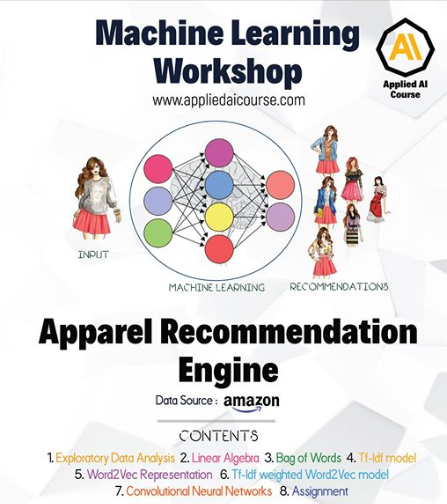 Machine Learning
Workshop
www.appliedaicourse.com
Applied AI
Course
INPUT
MACHINE LEARNING
RECOMMENDATIONS
Apparel Recommendation
Engine
Data Source : amazon
CONTENTS
1. Exploratory Data Analysis 2. Linear Algebra 3. Bag of Words 4. Tf-Idf model
5. Word2Vec Representation 6. Tf-Idf weighted Word2Vec model
7. Convolutional Neural Networks 8. Assignment